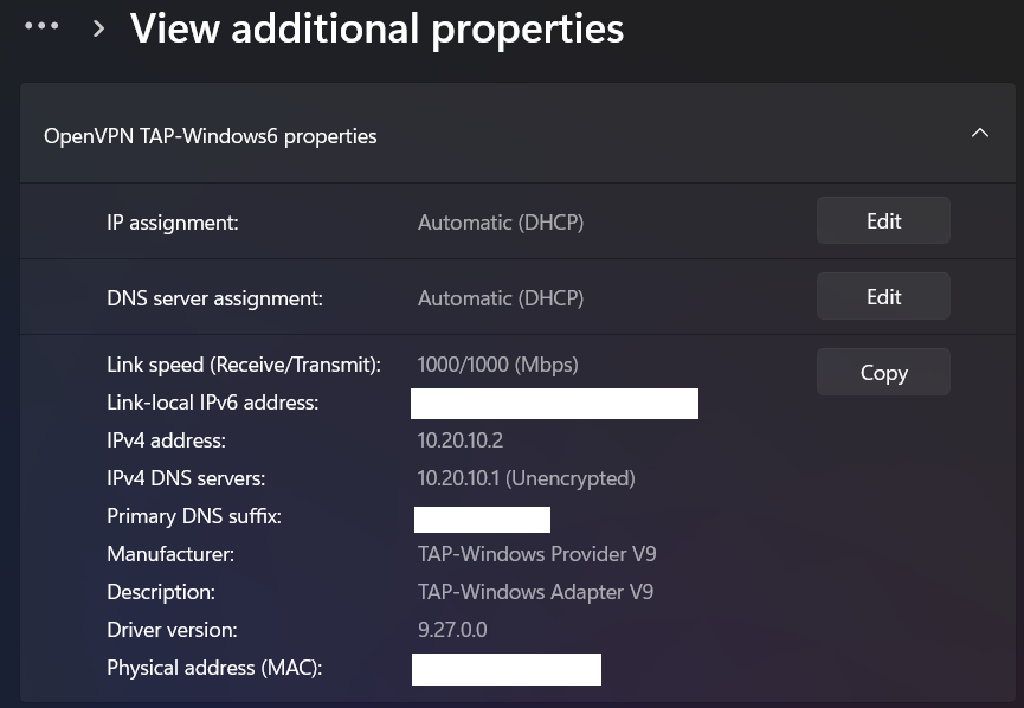 ... > View additional properties
OpenVPN TAP-Windows6 properties
IP assignment: Automatic (DHCP) Edit
DNS server assignment: Automatic (DHCP) Edit
Link speed (Receive/Transmit): 1000/1000 (Mbps) Copy
Link-local IPv6 address:
IPv4 address: 10.20.10.2
IPv4 DNS servers: 10.20.10.1 (Unencrypted)
Primary DNS suffix:
Manufacturer: TAP-Windows Provider V9
Description: TAP-Windows Adapter V9
Driver version: 9.27.0.0
Physical address (MAC):